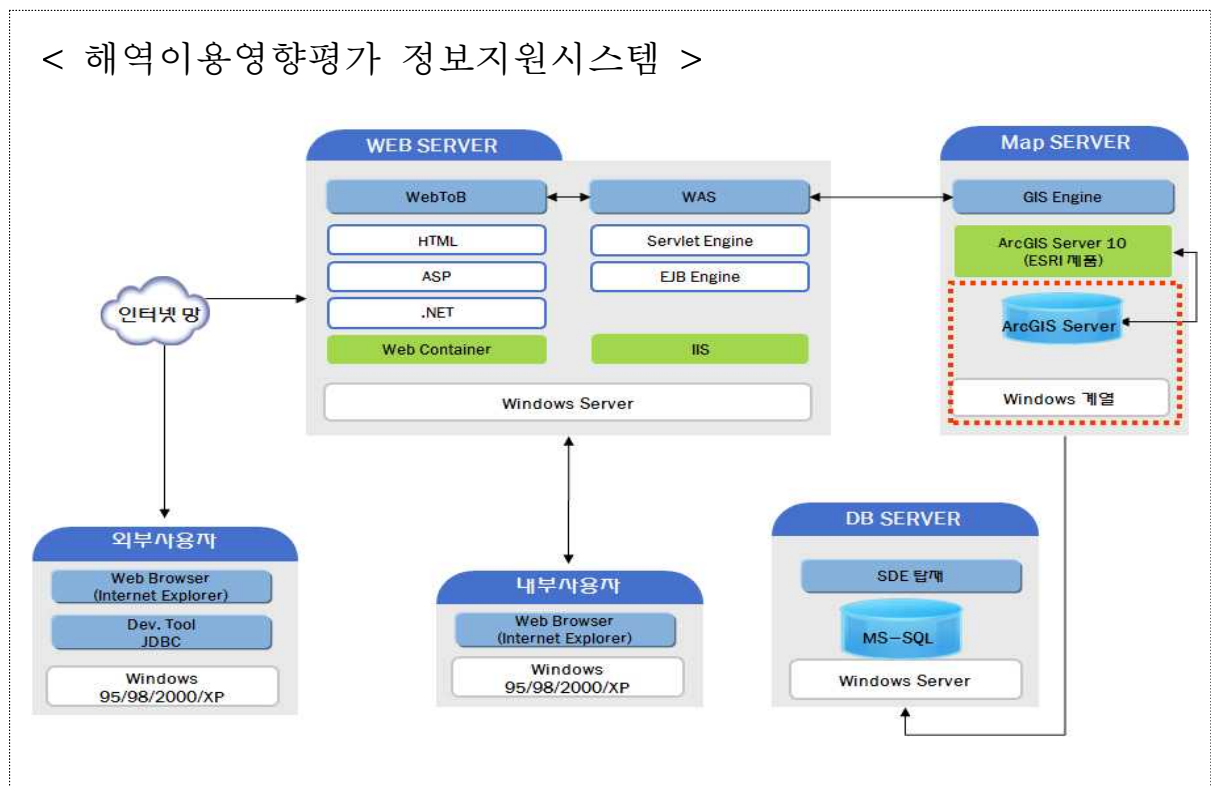 < 해역이용영향평가 정보지원시스템 >
WEB SERVER
WebToB
WAS
HTML
Servlet Engine
ASP
EJB Engine
.NET
Web Container
IIS
Windows Server
Map SERVER
GIS Engine
ArcGIS Server 10
(ESRI 제품)
ArcGIS Server
Windows 계열
인터넷 망
외부사용자
Web Browser
(Internet Explorer)
Dev. Tool
JDBC
Windows
95/98/2000/XP
내부사용자
Web Browser
(Internet Explorer)
Windows
95/98/2000/XP
DB SERVER
SDE 탑재
MS-SQL
Windows Server